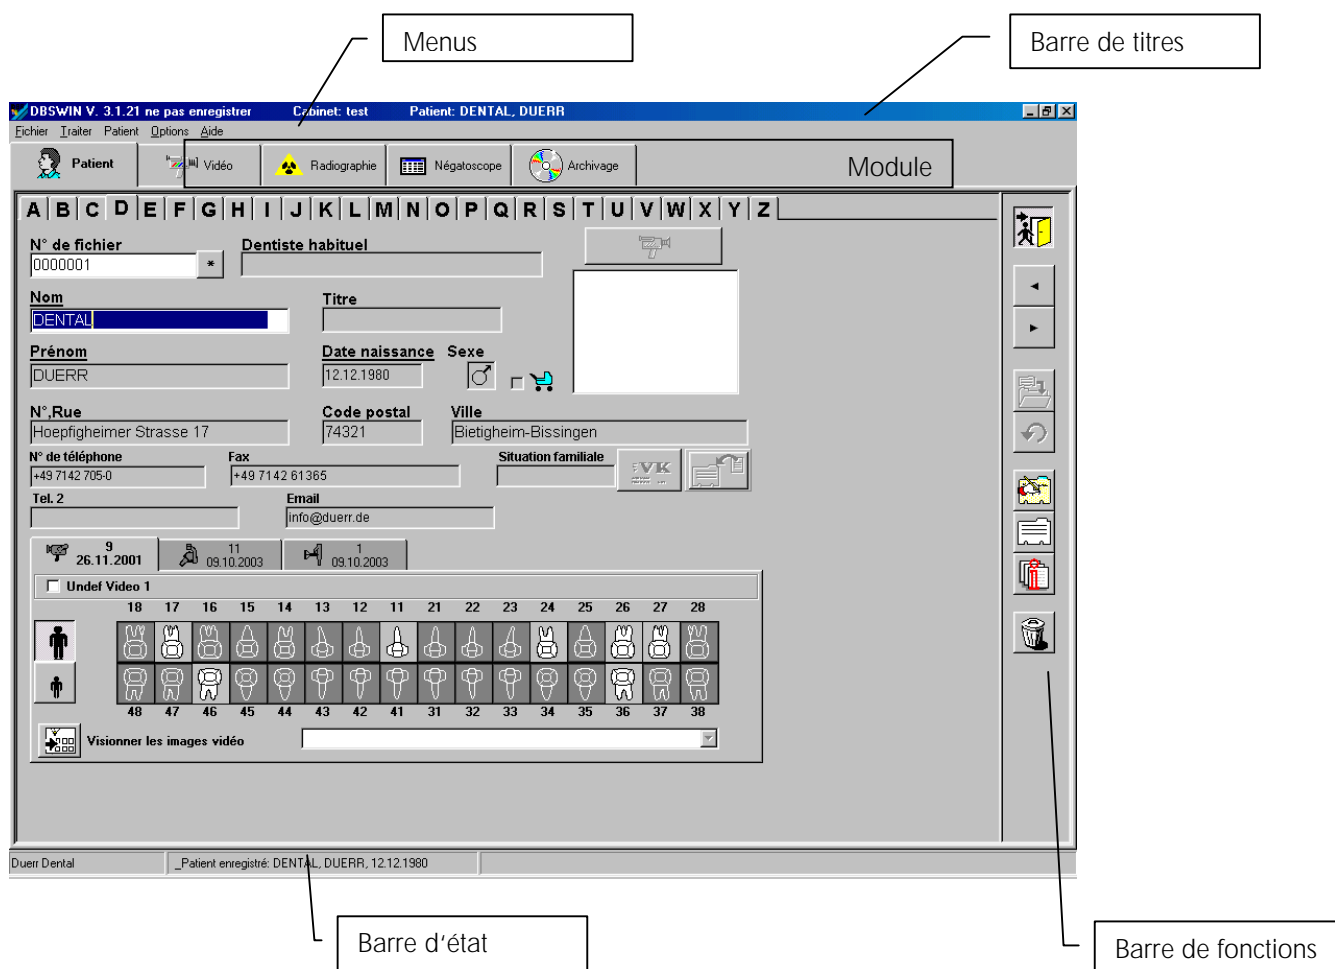 Menus
Barre de titres
DBSWIN V. 3.1.21 ne pas enregistrer Cabinet: test Patient: DENTAL, DUERR
Fichier Traiter Patient Options Aide
Patient Vidéo Radiographie Négatoscope Archivage Module
A B C D E F G H I J K L M N O P Q R S T U V W X Y Z
N° de fichier Dentiste habituel
0000001 *
Nom Titre
DENTAL
Prénom Date naissance Sexe
DUERR 12.12.1980
N°,Rue Code postal Ville
Hoepfigheimer Strasse 17 74321 Bietigheim-Bissingen
N° de téléphone Fax Situation familiale
+49 7142 705-0 +49 7142 61365 VK
Tel. 2 Email
info@duerr.de
9 11 1
26.11.2001 09.10.2003 09.10.2003
Undef Video 1
18 17 16 15 14 13 12 11 21 22 23 24 25 26 27 28
48 47 46 45 44 43 42 41 31 32 33 34 35 36 37 38
Visionner les images vidéo
Duerr Dental _Patient enregistré: DENTAL, DUERR, 12.12.1980
Barre d‘état
Barre de fonctions